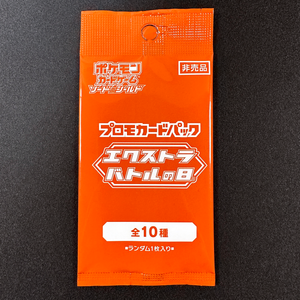 ポケモン
カードゲーム
ソード&シールド
非売品
プロモカードパック
エクストラ
バトルの日
全10種
*ランダム1枚入り*